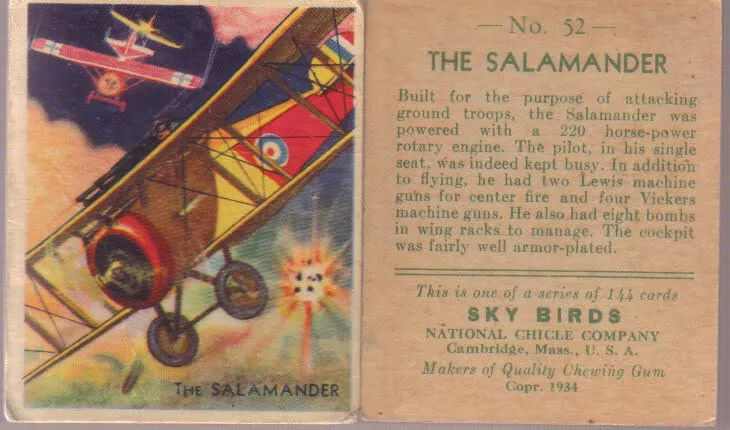 THE SALAMANDER
—No. 52—
THE SALAMANDER
Built for the purpose of attacking
ground troops, the Salamander was
powered with a 220 horse-power
rotary engine. The pilot, in his single
seat, was indeed kept busy. In addition
to flying, he had two Lewis machine
guns for center fire and four Vickers
machine guns. He also had eight bombs
in wing racks to manage. The cockpit
was fairly well armor-plated.
This is one of a series of 144 cards
SKY BIRDS
NATIONAL CHICLE COMPANY
Cambridge, Mass., U. S. A.
Makers of Quality Chewing Gum
Copr. 1934